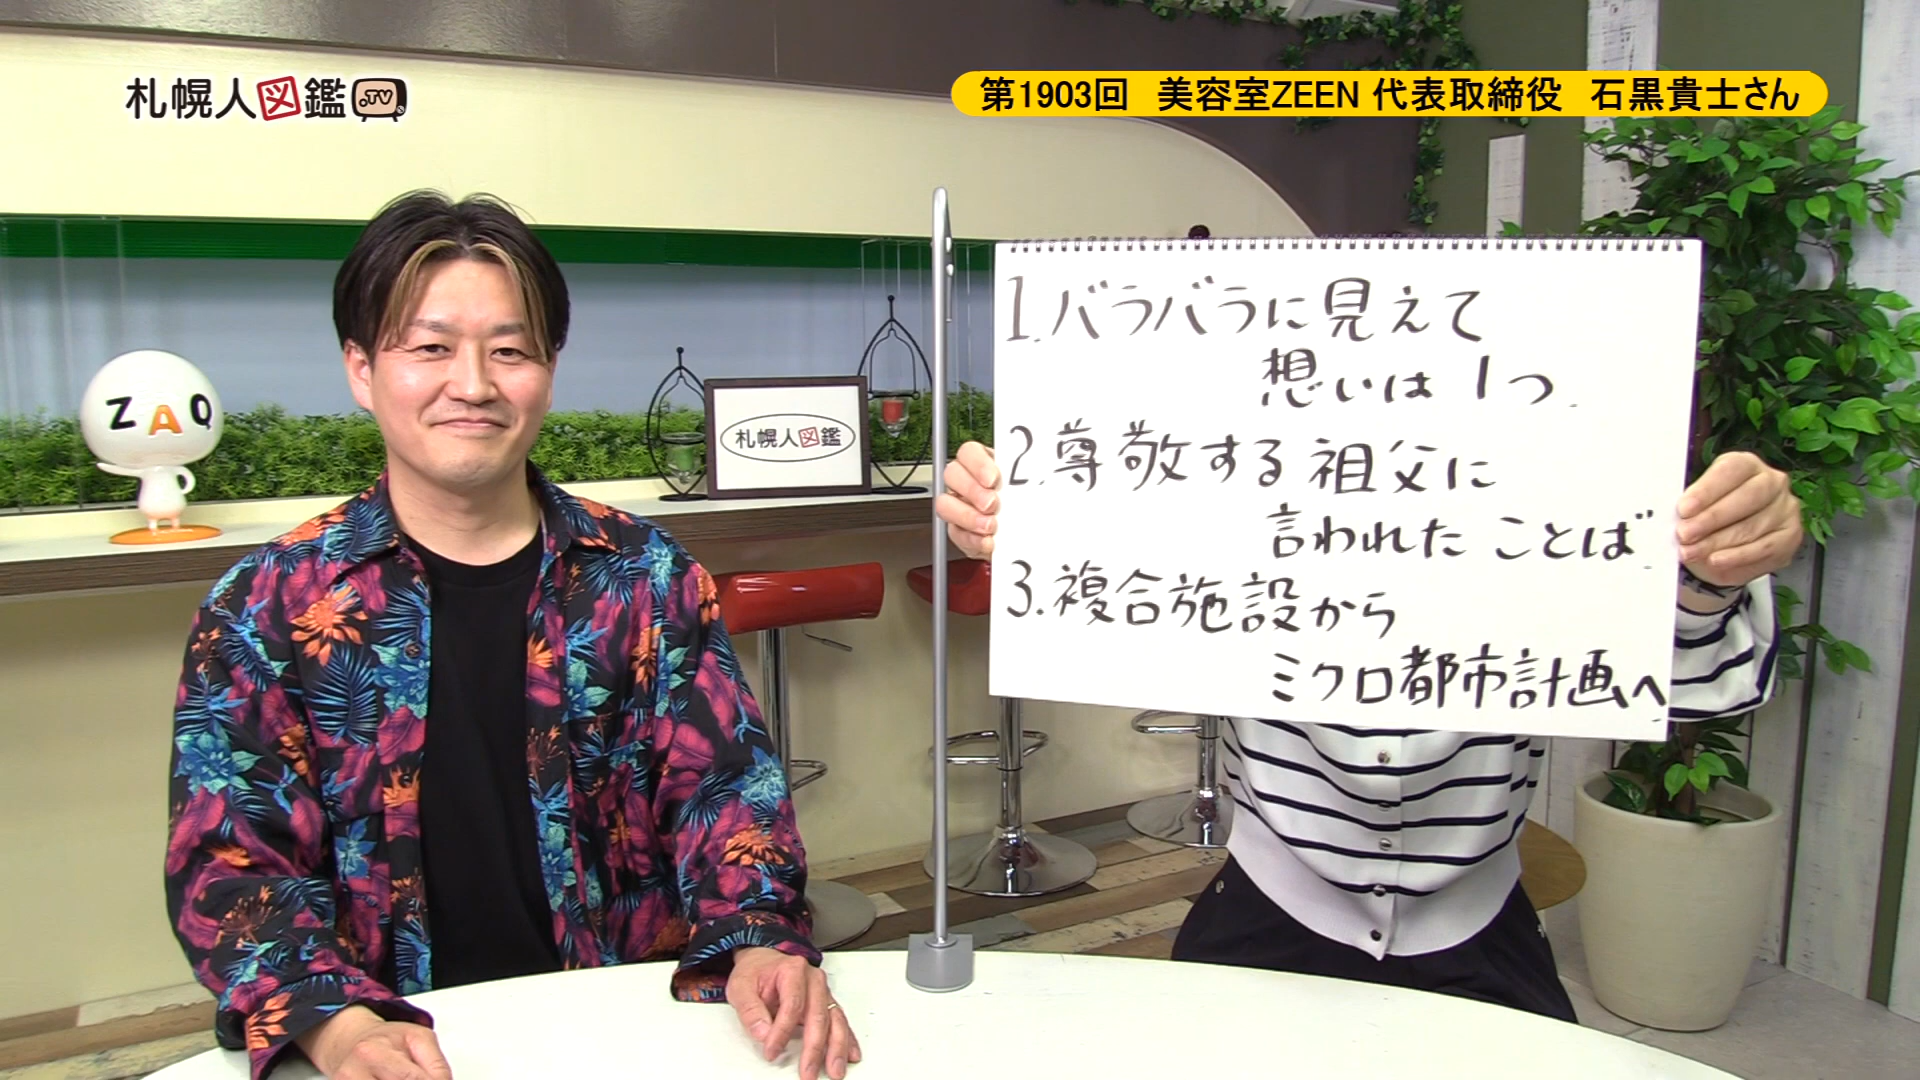 札幌人図鑑.TV
第1903回 美容室ZEEN 代表取締役 石黒貴士さん
ZAQ
札幌人図鑑
1. バラバラに見えて
想いは1つ.
2. 尊敬する祖父に
言われたことば.
3. 複合施設から
ミクロ都市計画へ.